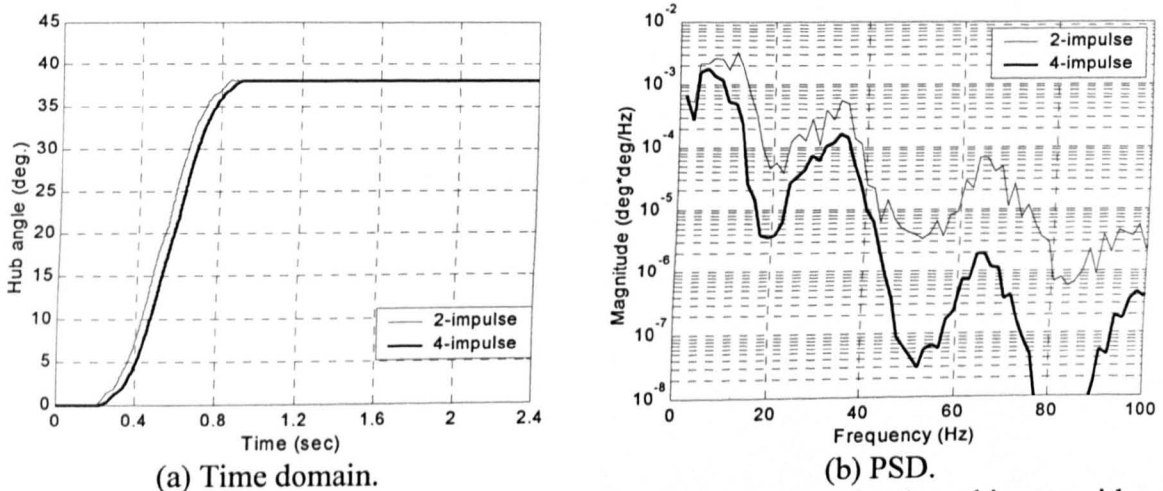 45
40
35
30
25
20
15
10
5
0
Hub angle (deg.)
2-impulse
4-impulse
0 0.4 0.8 1.2 1.6 2 2.4
Time (sec)
(a) Time domain.
10-2
10-3
10-4
10-5
10-6
10-7
10-8
Magnitude (deg*deg/Hz)
2-impulse
4-impulse
0 20 40 60 80 100
Frequency (Hz)
(b) PSD.